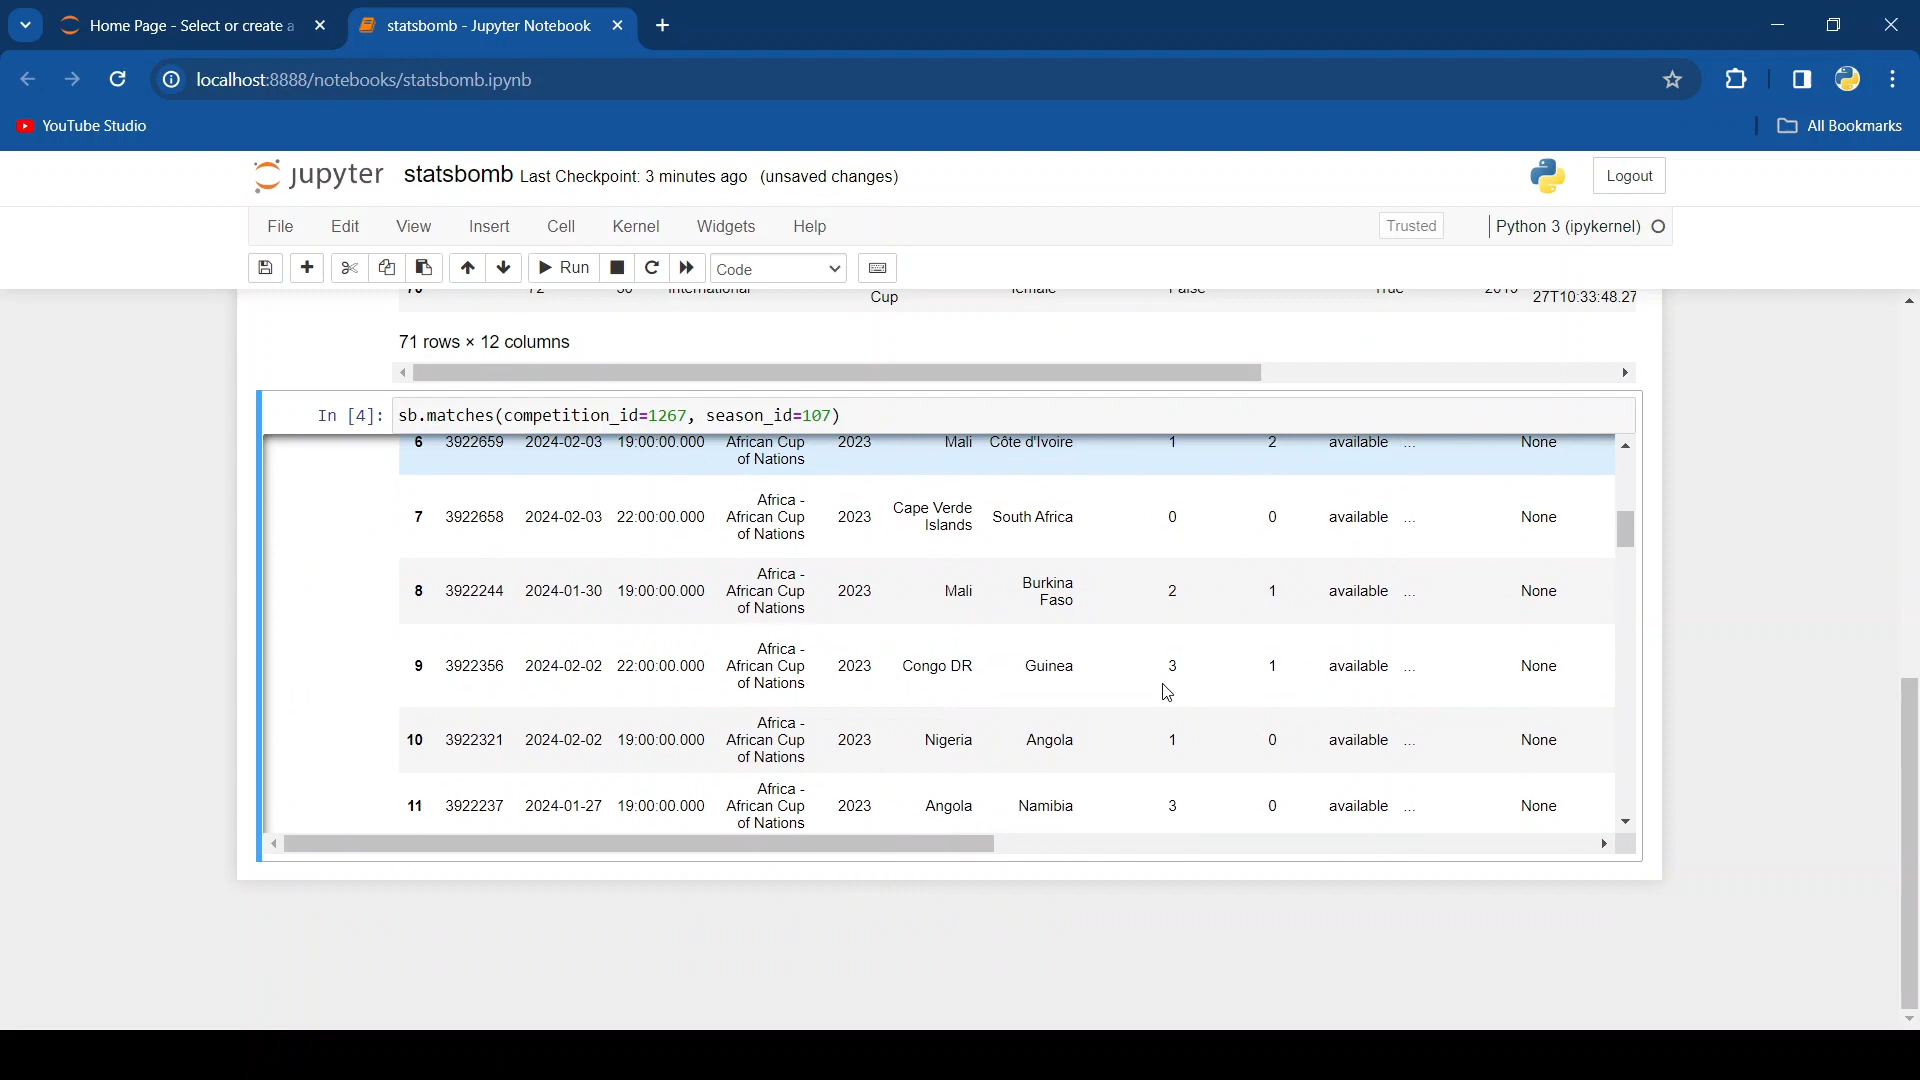 Home Page - Select or create a
statsbomb - Jupyter Notebook
localhost:8888/notebooks/statsbomb.ipynb
YouTube Studio
All Bookmarks
jupyter statsbomb Last Checkpoint: 3 minutes ago (unsaved changes)
Logout
File Edit View Insert Cell Kernel Widgets Help
Trusted
Python 3 (ipykernel)
Run
Code
Cup 27T10:33:48.27
71 rows × 12 columns
In [4]: sb.matches(competition_id=1267, season_id=107)
6 3922659 2024-02-03 19:00:00.000 African Cup 2023 Mali Côte d'Ivoire 1 2 available ... None
of Nations
Africa -
7 3922658 2024-02-03 22:00:00.000 African Cup 2023 Cape Verde Islands South Africa 0 0 available ... None
of Nations
Africa -
8 3922244 2024-01-30 19:00:00.000 African Cup 2023 Mali Burkina Faso 2 1 available ... None
of Nations
Africa -
9 3922356 2024-02-02 22:00:00.000 African Cup 2023 Congo DR Guinea 3 1 available ... None
of Nations
Africa -
10 3922321 2024-02-02 19:00:00.000 African Cup 2023 Nigeria Angola 1 0 available ... None
of Nations
Africa -
11 3922237 2024-01-27 19:00:00.000 African Cup 2023 Angola Namibia 3 0 available ... None
of Nations